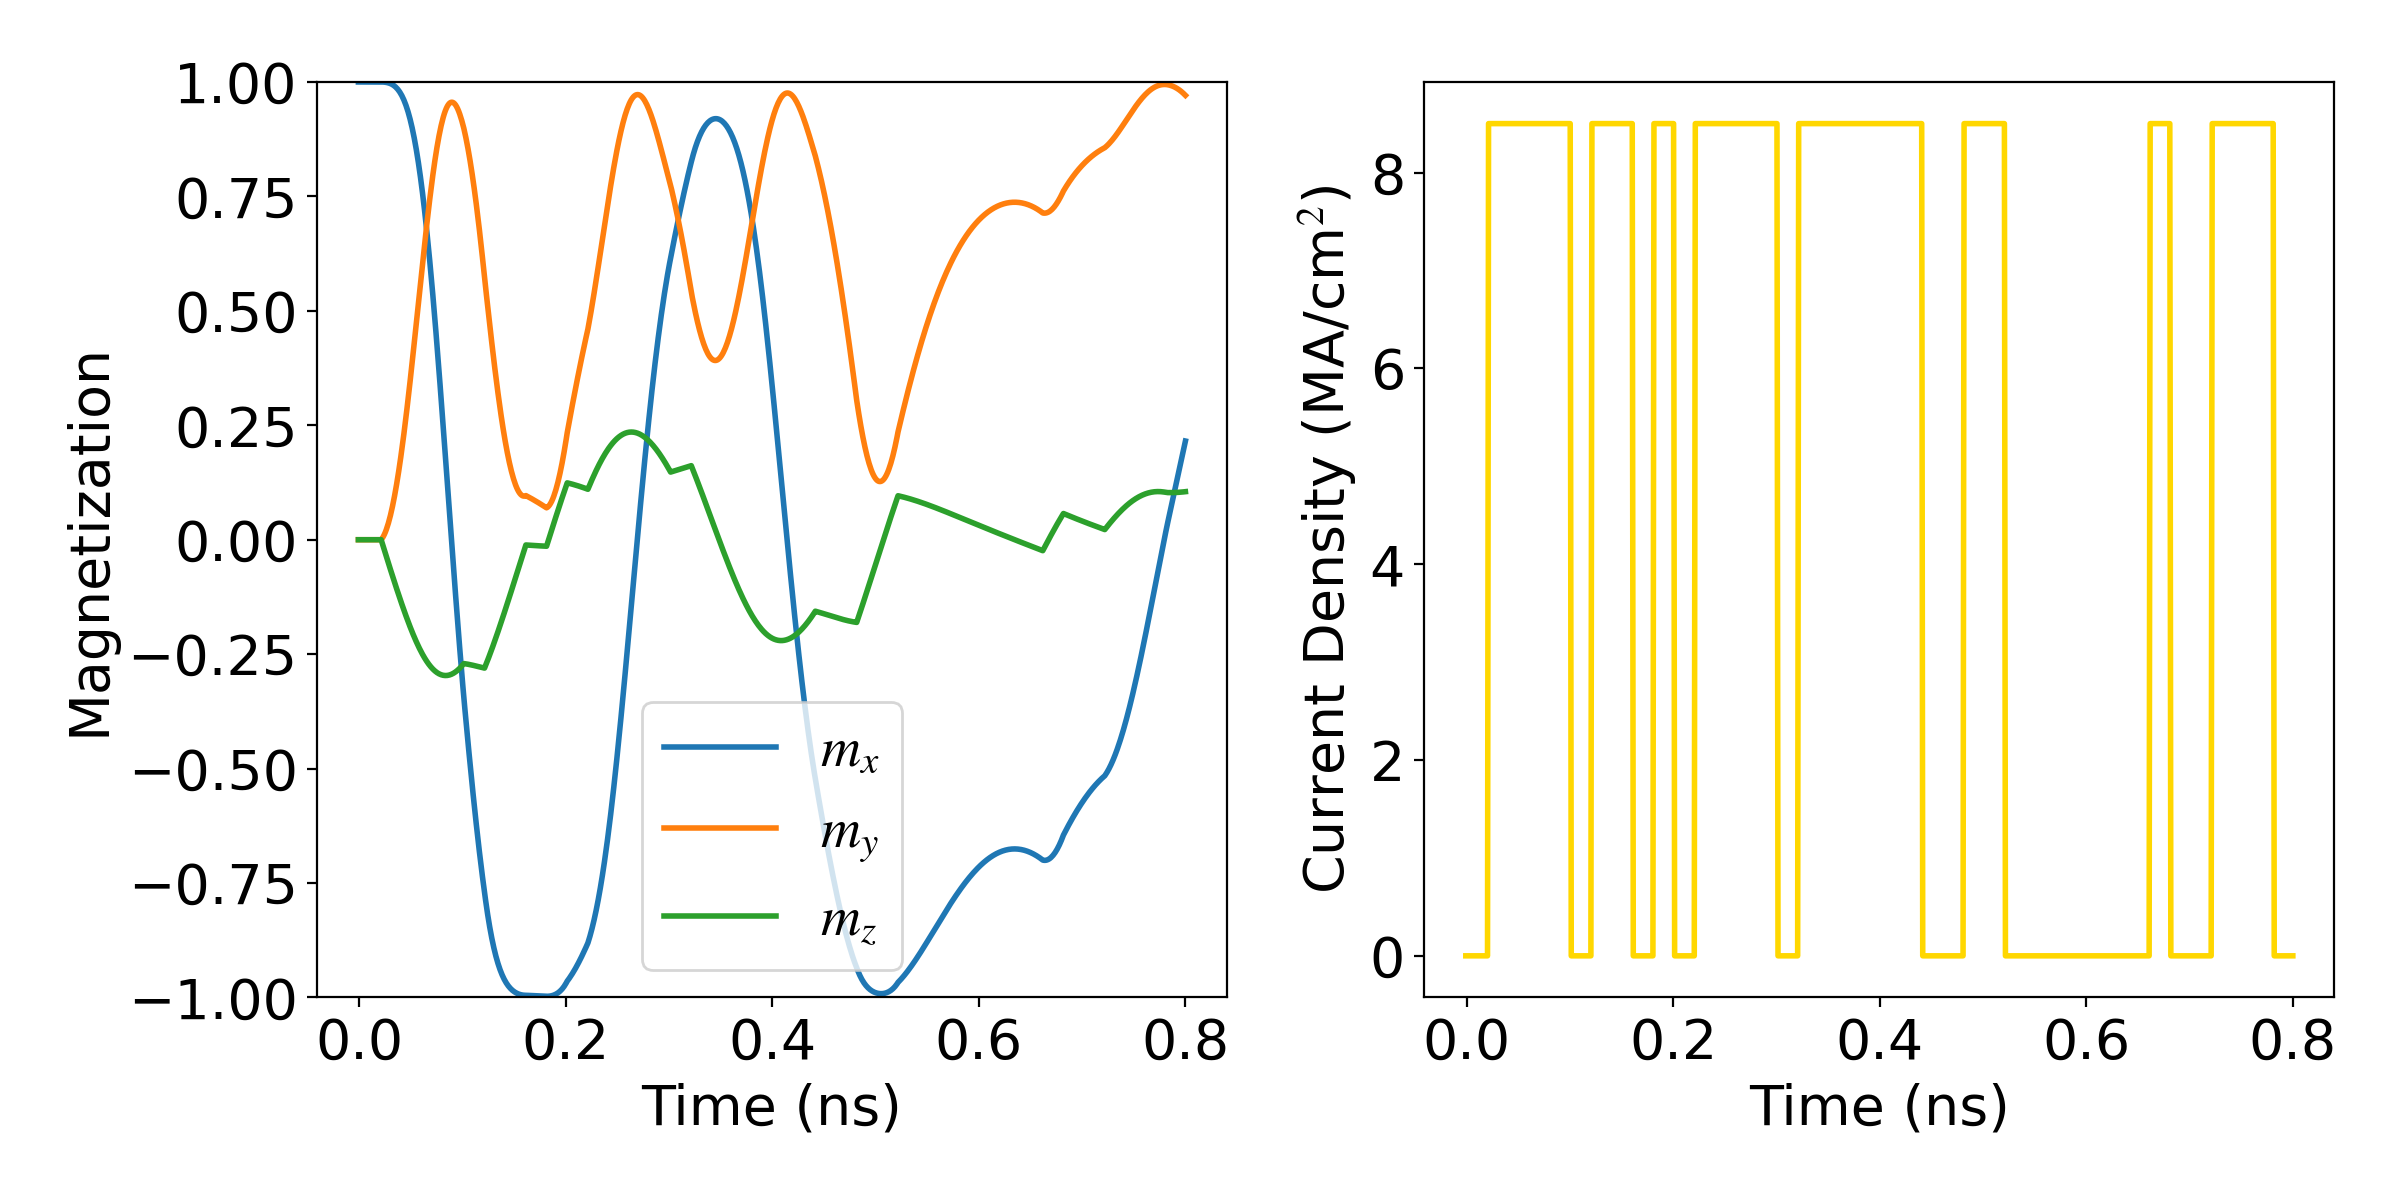 1.00
0.75
0.50
0.25
0.00
−0.25
−0.50
−0.75
−1.00
Magnetization
0.0 0.2 0.4 0.6 0.8
Time (ns)
m_x
m_y
m_z
8
6
4
2
0
Current Density (MA/cm²)
0.0 0.2 0.4 0.6 0.8
Time (ns)